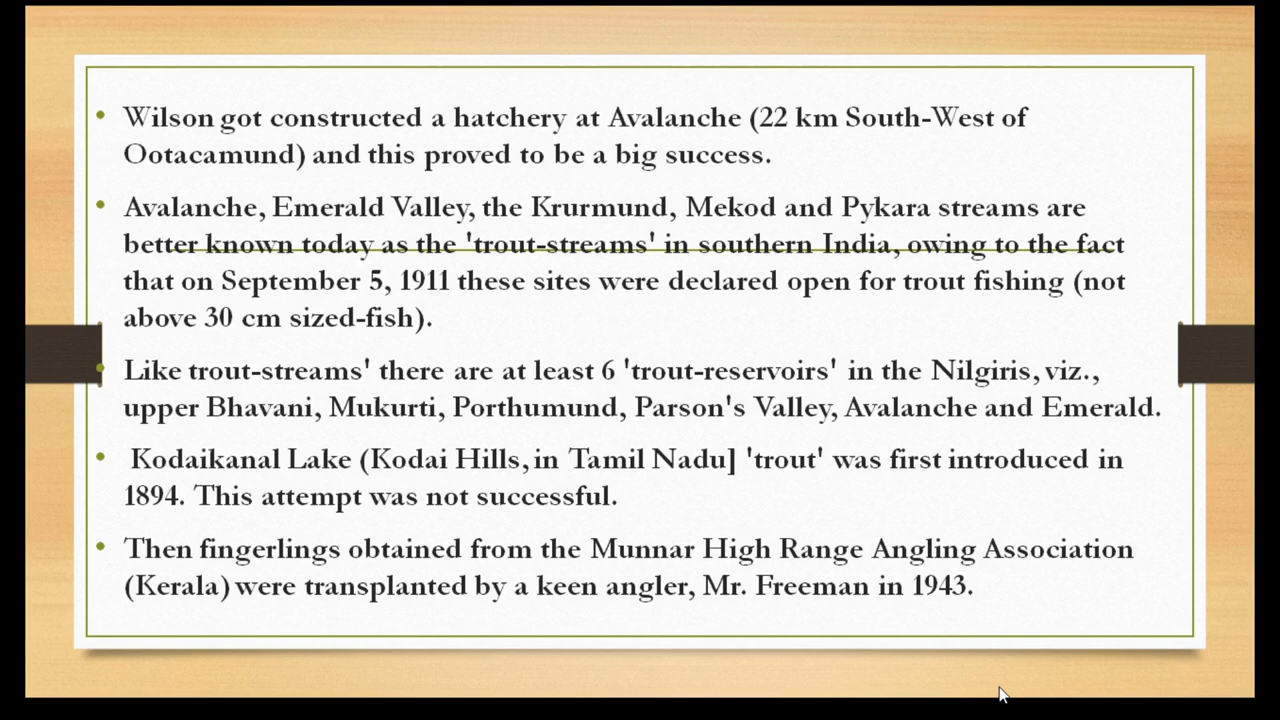 Wilson got constructed a hatchery at Avalanche (22 km South-West of
Ootacamund) and this proved to be a big success.
Avalanche, Emerald Valley, the Krurmund, Mekod and Pykara streams are
better known today as the 'trout-streams' in southern India, owing to the fact
that on September 5, 1911 these sites were declared open for trout fishing (not
above 30 cm sized-fish).
Like trout-streams' there are at least 6 'trout-reservoirs' in the Nilgiris, viz.,
upper Bhavani, Mukurti, Porthumund, Parson's Valley, Avalanche and Emerald.
Kodaikanal Lake (Kodai Hills, in Tamil Nadu] 'trout' was first introduced in
1894. This attempt was not successful.
Then fingerlings obtained from the Munnar High Range Angling Association
(Kerala) were transplanted by a keen angler, Mr. Freeman in 1943.